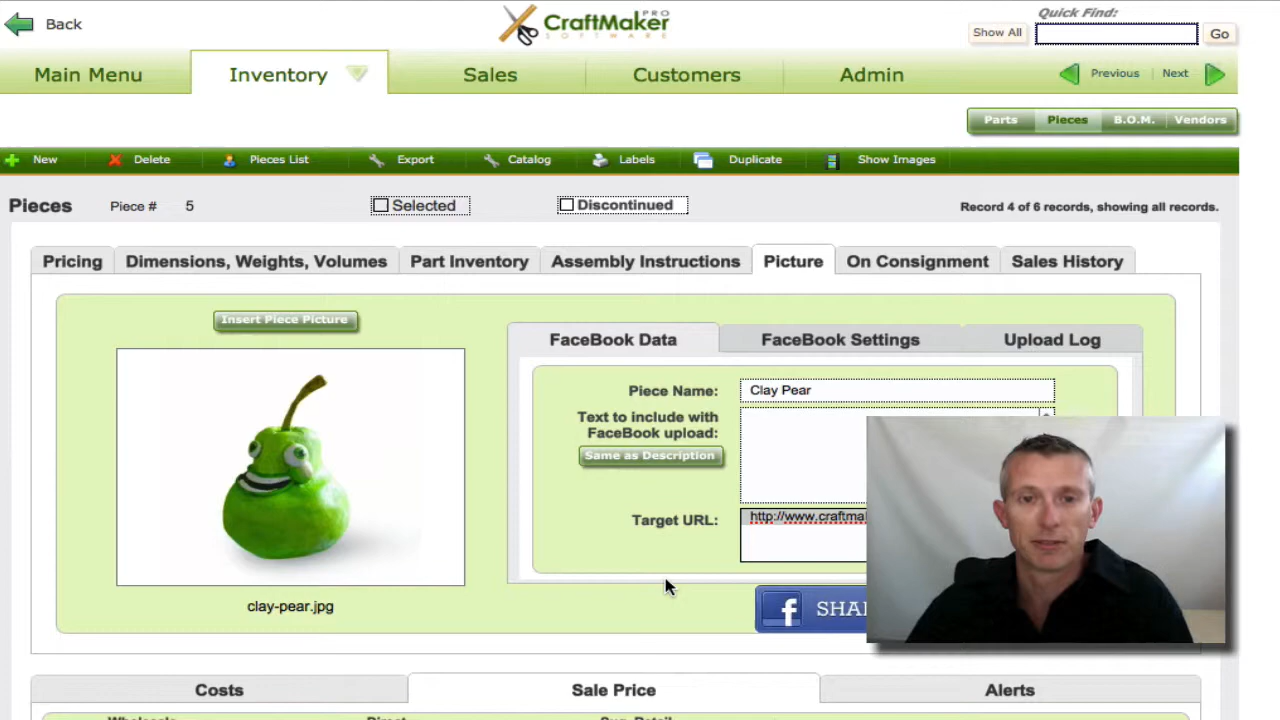 Back
CraftMaker PRO
SOFTWARE
Quick Find:
Show All
Go
Main Menu
Inventory
Sales
Customers
Admin
Previous
Next
Parts
Pieces
B.O.M.
Vendors
New
Delete
Pieces List
Export
Catalog
Labels
Duplicate
Show Images
Pieces
Piece #
5
Selected
Discontinued
Record 4 of 6 records, showing all records.
Pricing
Dimensions, Weights, Volumes
Part Inventory
Assembly Instructions
Picture
On Consignment
Sales History
Insert Piece Picture
FaceBook Data
FaceBook Settings
Upload Log
Piece Name:
Clay Pear
Text to include with
FaceBook upload:
Same as Description
Target URL:
http://www.craftma
f
SHA
clay-pear.jpg
Costs
Sale Price
Alerts
Wholesale
Direct
Sug. Retail